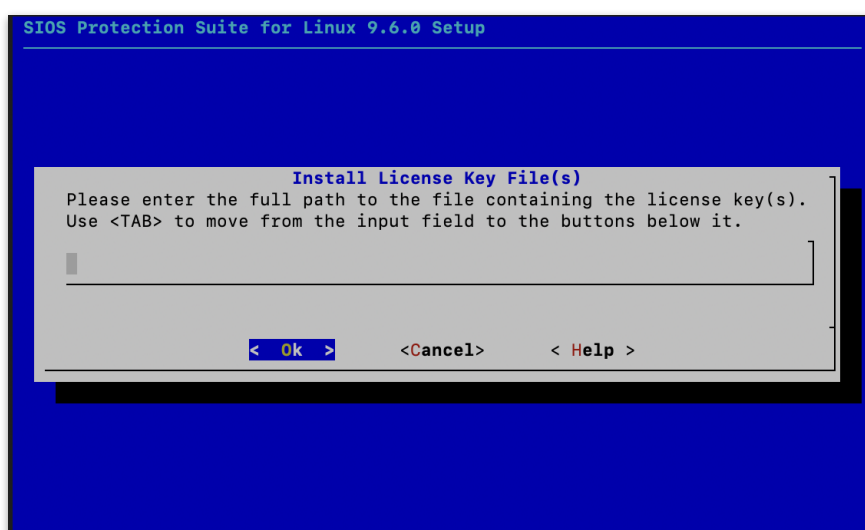 SIOS Protection Suite for Linux 9.6.0 Setup
Install License Key File(s)
Please enter the full path to the file containing the license key(s).
Use <TAB> to move from the input field to the buttons below it.
< Ok > <Cancel> < Help >